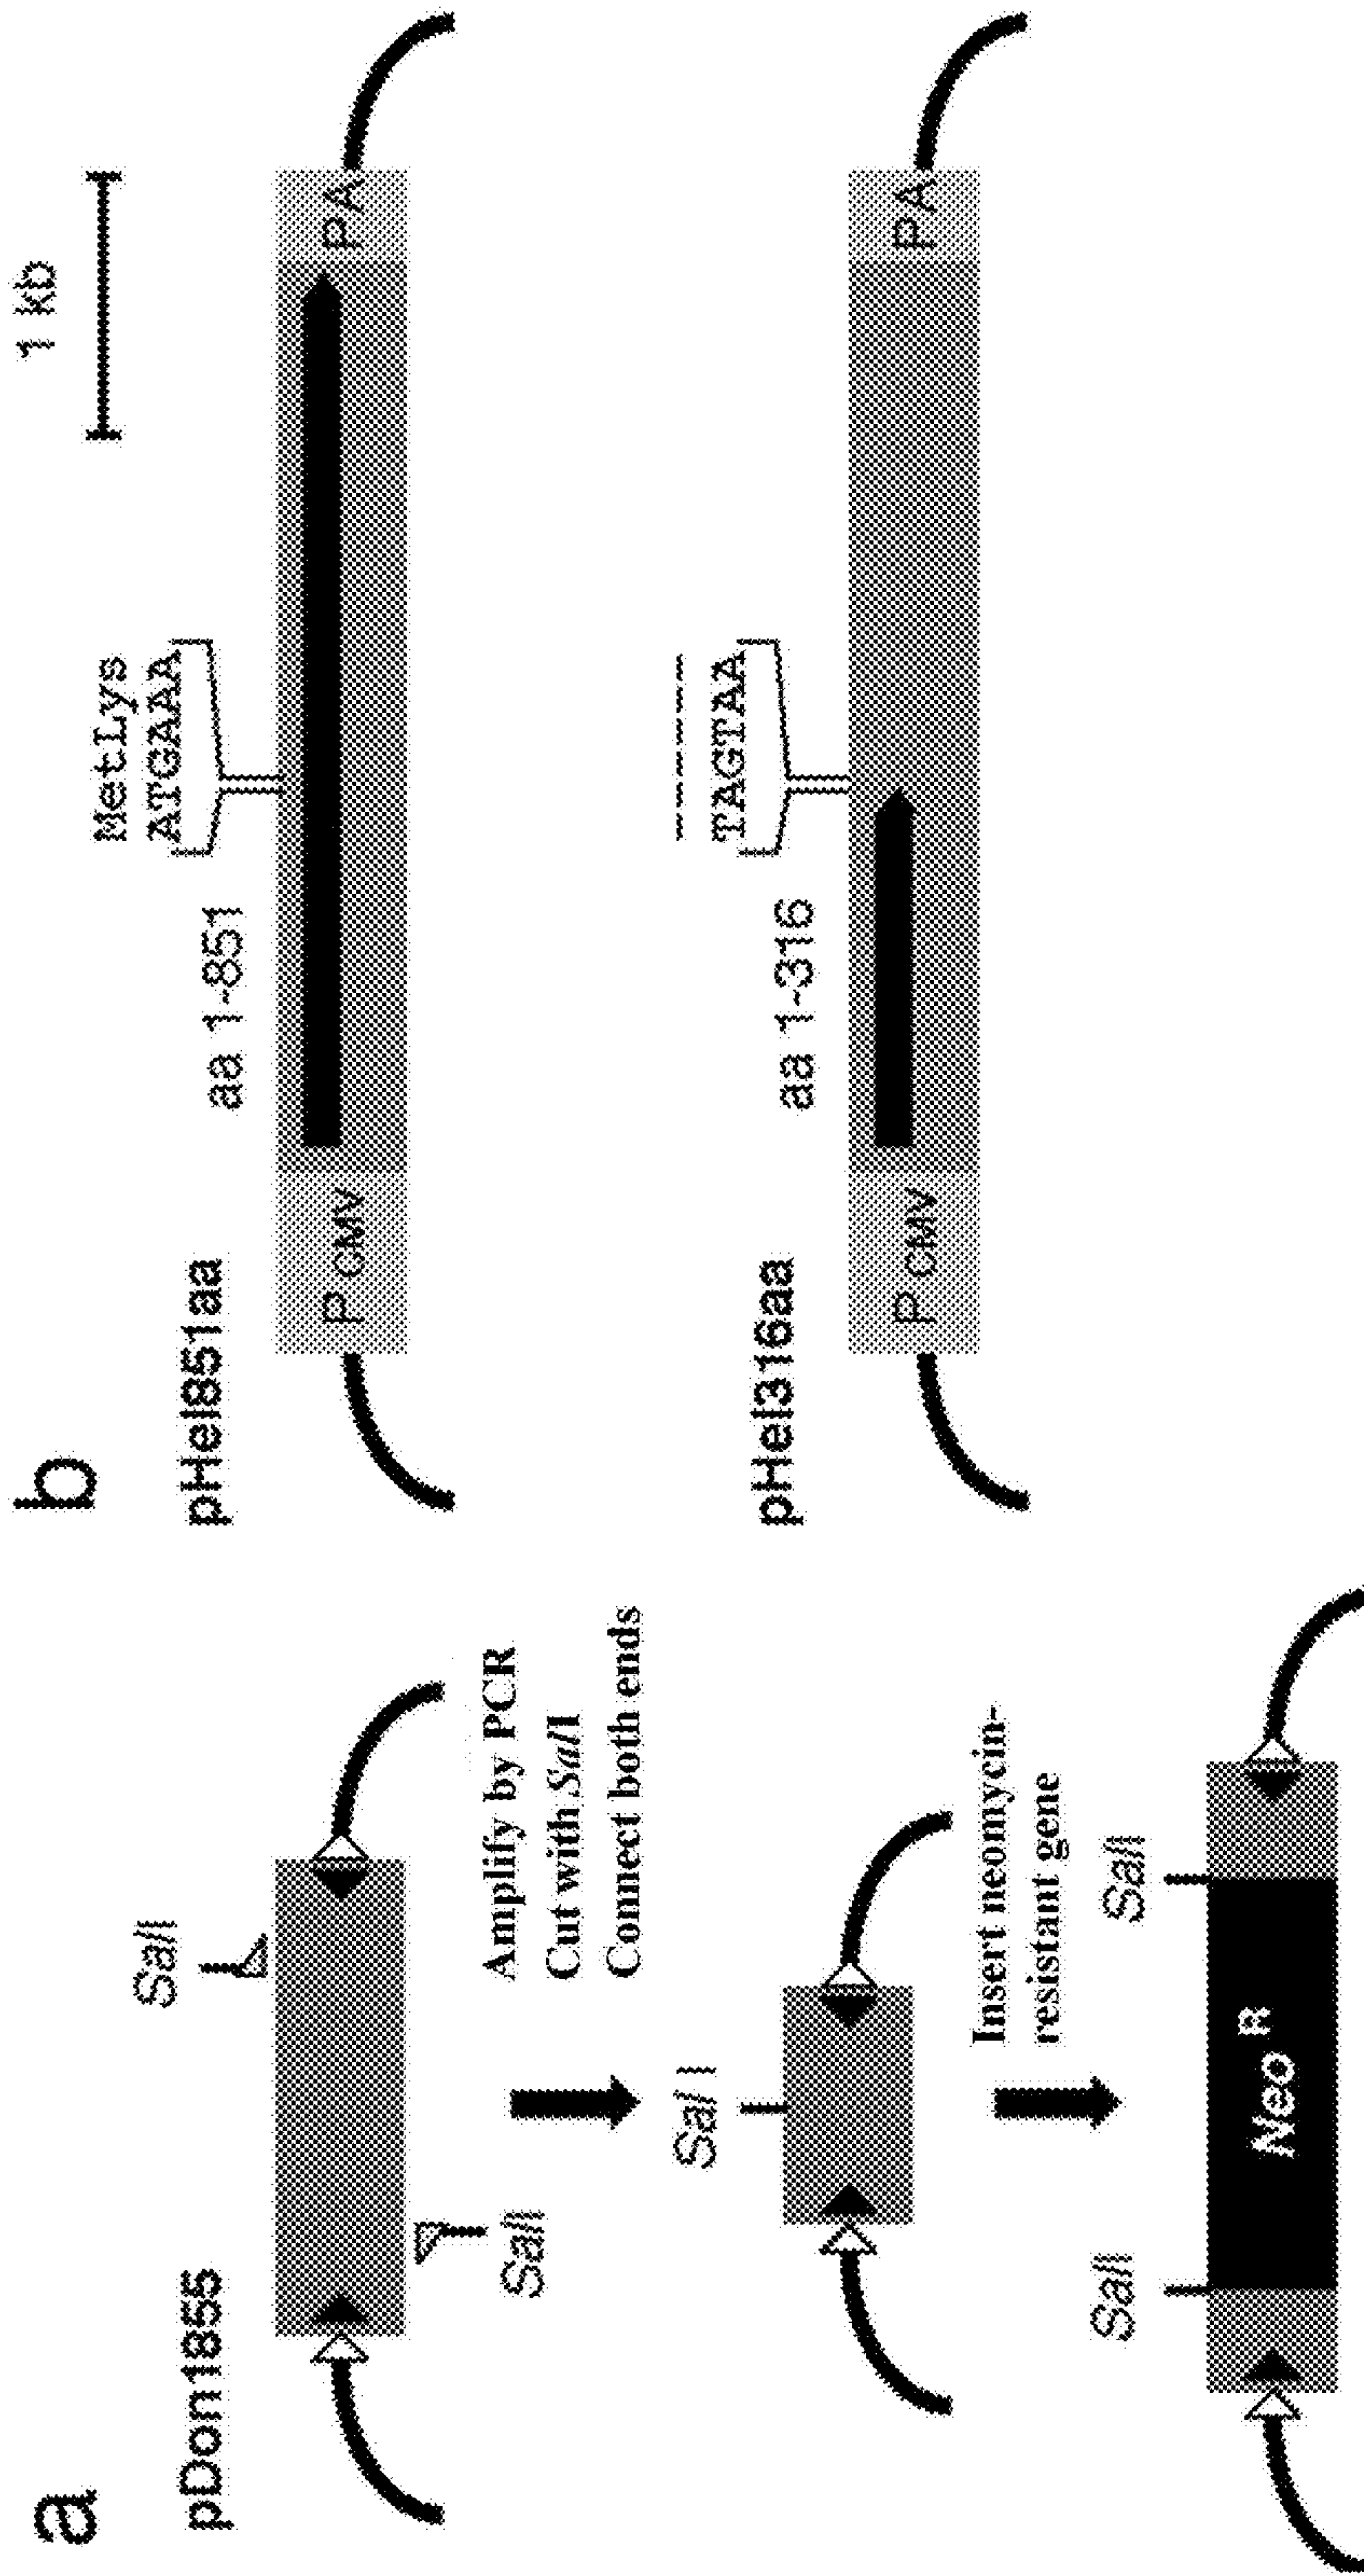 a
pDon1855
SalI
SalI
Amplify by PCR
Cut with SalI
Connect both ends
Sal I
Insert neomycin-
resistant gene
SalI
SalI
Neo R
b
1 kb
pHel851aa
aa 1-851
MetLys
ATGAAA
P CMV
PA
pHel316aa
aa 1-316
------
TAGTAA
P CMV
PA